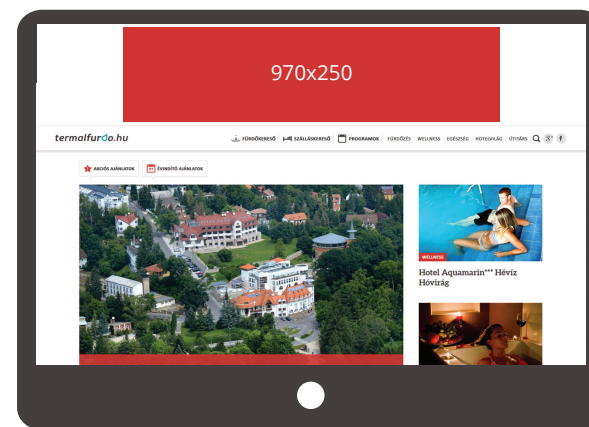 970x250
termalfürdo.hu
FÜRDŐKERESŐ SZÁLLÁSKERESŐ PROGRAMOK FÜRDŐZÉS WELLNESS EGÉSZSÉG HOTELVILÁG ÚTITÁRS
AKCIÓS AJÁNLATOK ÉVINDÍTÓ AJÁNLATOK
WELLNESS
Hotel Aquamarin*** Hévíz
Hóvirág